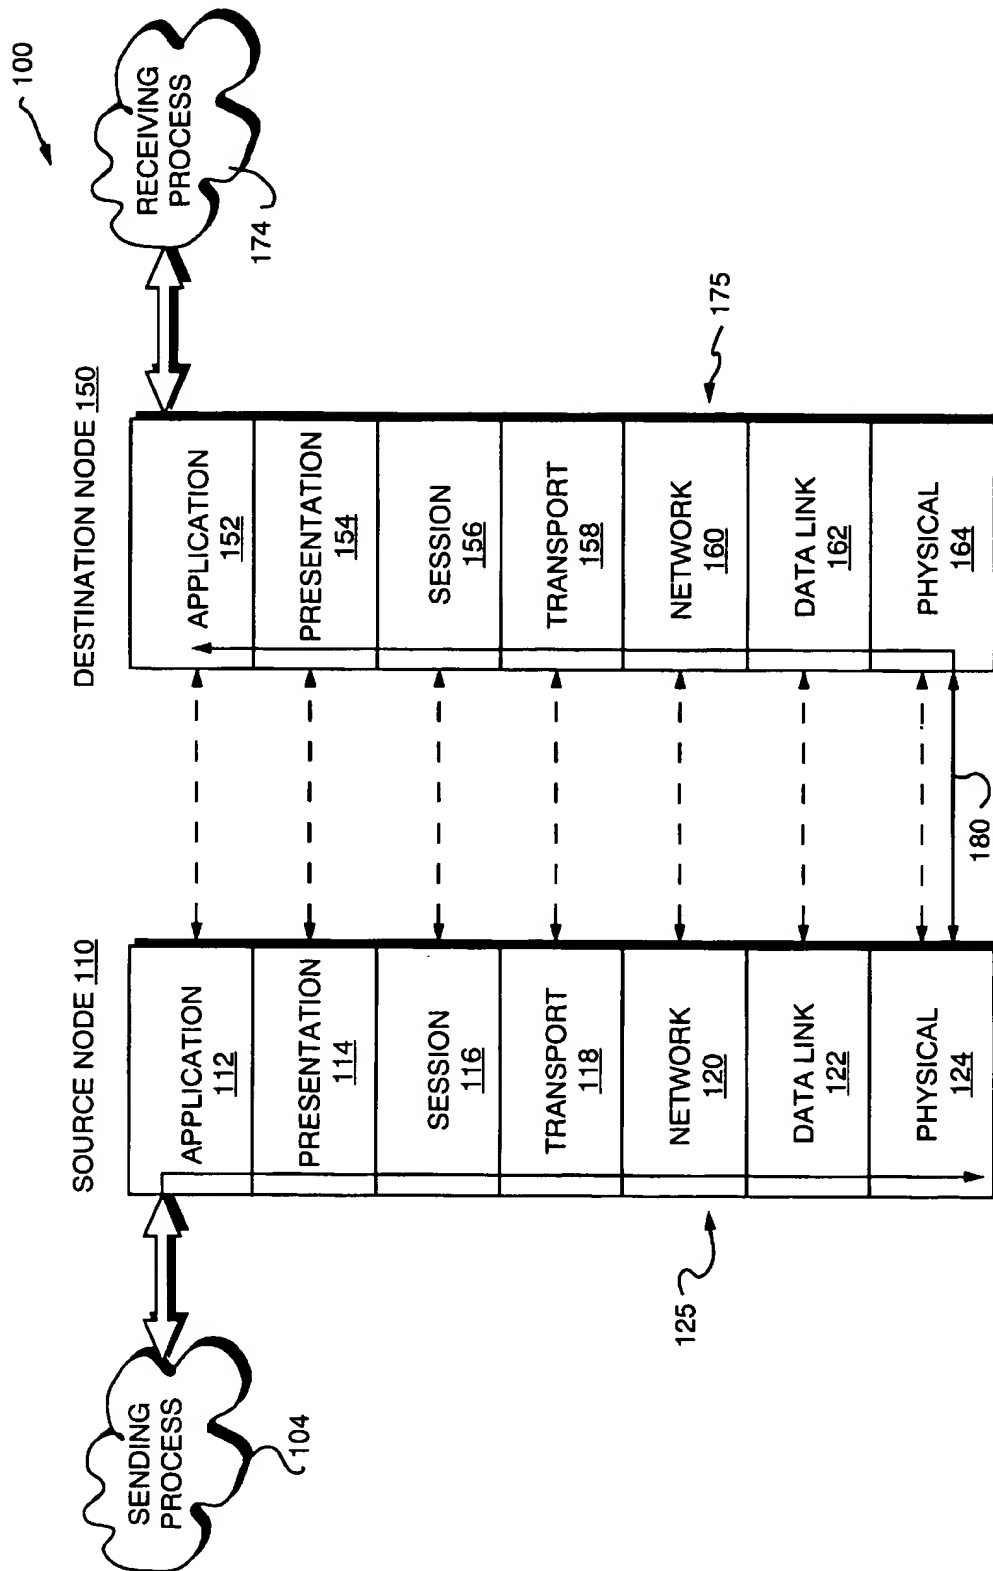 100
SOURCE NODE 110
DESTINATION NODE 150
SENDING
PROCESS
104
RECEIVING
PROCESS
174
APPLICATION
112
PRESENTATION
114
SESSION
116
TRANSPORT
118
NETWORK
120
DATA LINK
122
PHYSICAL
124
125
APPLICATION
152
PRESENTATION
154
SESSION
156
TRANSPORT
158
NETWORK
160
DATA LINK
162
PHYSICAL
164
175
180